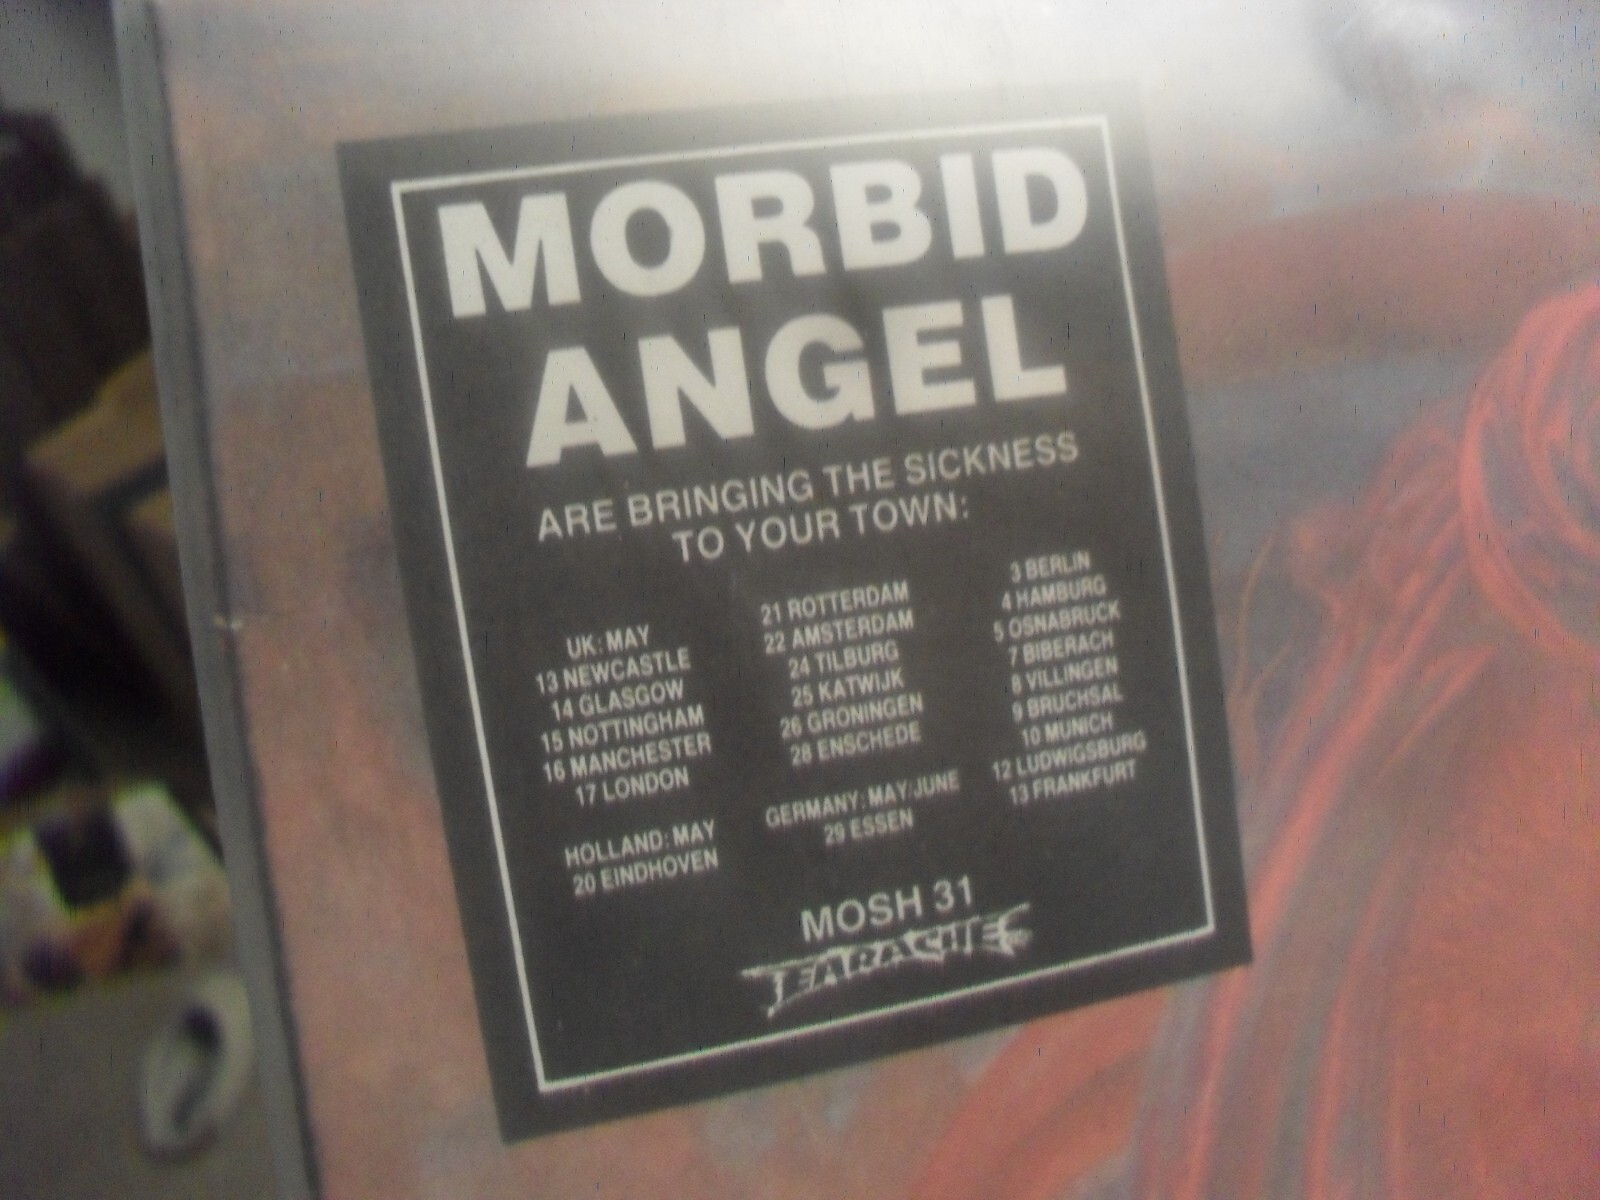 MORBID
ANGEL
ARE BRINGING THE SICKNESS
TO YOUR TOWN:
UK: MAY
13 NEWCASTLE
14 GLASGOW
15 NOTTINGHAM
16 MANCHESTER
17 LONDON
HOLLAND: MAY
20 EINDHOVEN
21 ROTTERDAM
22 AMSTERDAM
24 TILBURG
25 KATWIJK
26 GRONINGEN
28 ENSCHEDE
GERMANY: MAY/JUNE
29 ESSEN
3 BERLIN
4 HAMBURG
5 OSNABRUCK
7 BIBERACH
8 VILLINGEN
9 BRUCHSAL
10 MUNICH
12 LUDWIGSBURG
13 FRANKFURT
MOSH 31
EARACHE